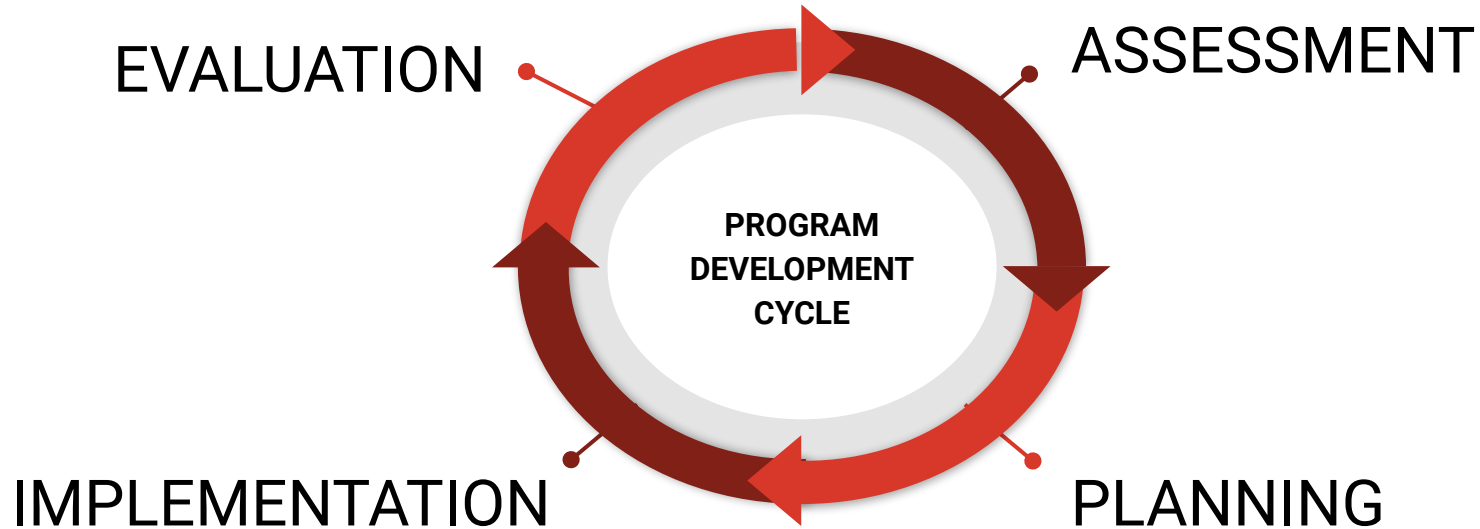 EVALUATION
ASSESSMENT
PROGRAM
DEVELOPMENT
CYCLE
IMPLEMENTATION
PLANNING